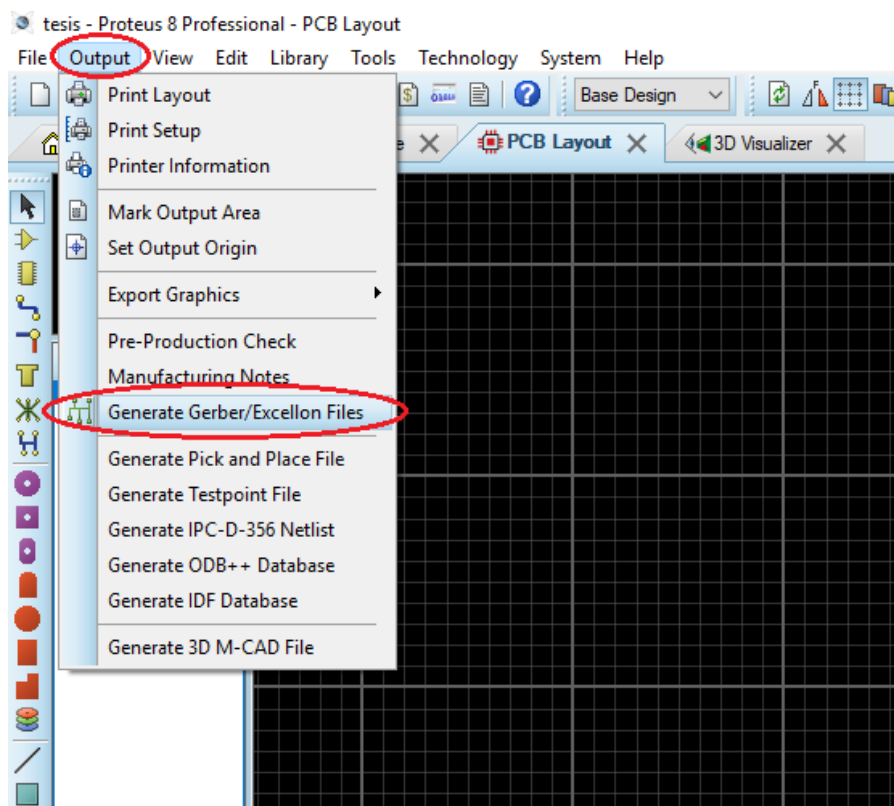 tesis - Proteus 8 Professional - PCB Layout
File Output View Edit Library Tools Technology System Help
Base Design
e PCB Layout 3D Visualizer
Print Layout
Print Setup
Printer Information
Mark Output Area
Set Output Origin
Export Graphics
Pre-Production Check
Manufacturing Notes
Generate Gerber/Excellon Files
Generate Pick and Place File
Generate Testpoint File
Generate IPC-D-356 Netlist
Generate ODB++ Database
Generate IDF Database
Generate 3D M-CAD File